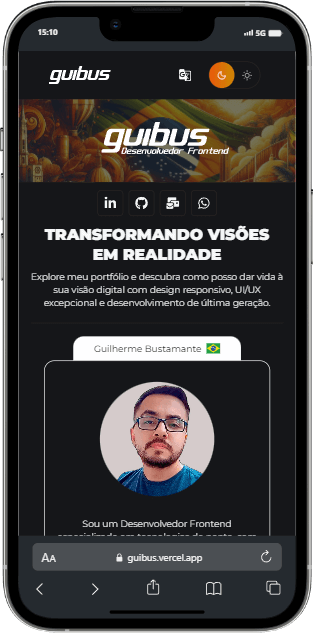 15:10
5G
guibus
guibus
Desenvolvedor Frontend
in
TRANSFORMANDO VISÕES
EM REALIDADE
Explore meu portfólio e descubra como posso dar vida à
sua visão digital com design responsivo, UI/UX
excepcional e desenvolvimento de última geração.
Guilherme Bustamante
Sou um Desenvolvedor Frontend
AA guibus.vercel.app